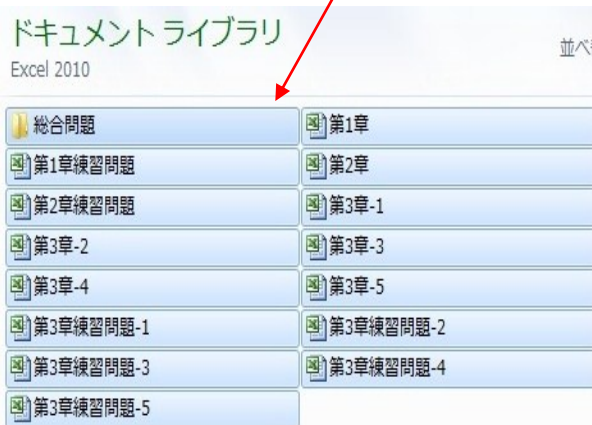 ドキュメント ライブラリ
Excel 2010
並べ
総合問題
第1章
第1章練習問題
第2章
第2章練習問題
第3章-1
第3章-2
第3章-3
第3章-4
第3章-5
第3章練習問題-1
第3章練習問題-2
第3章練習問題-3
第3章練習問題-4
第3章練習問題-5